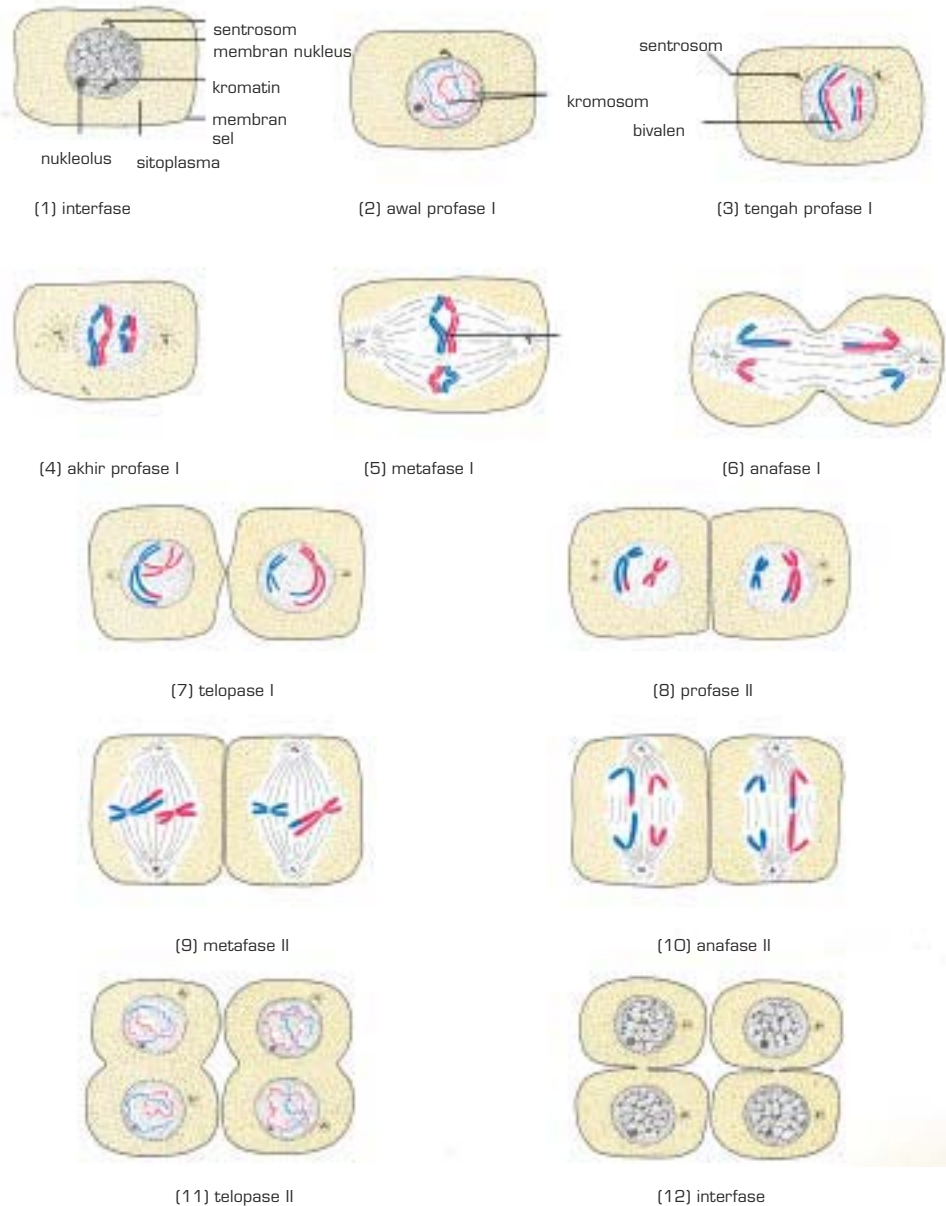 sentrosom
membran nukleus
kromatin
membran
sel
nukleolus
sitoplasma
(1) interfase
kromosom
(2) awal profase I
sentrosom
bivalen
(3) tengah profase I
(4) akhir profase I
(5) metafase I
(6) anafase I
(7) telopase I
(8) profase II
(9) metafase II
(10) anafase II
(11) telopase II
(12) interfase